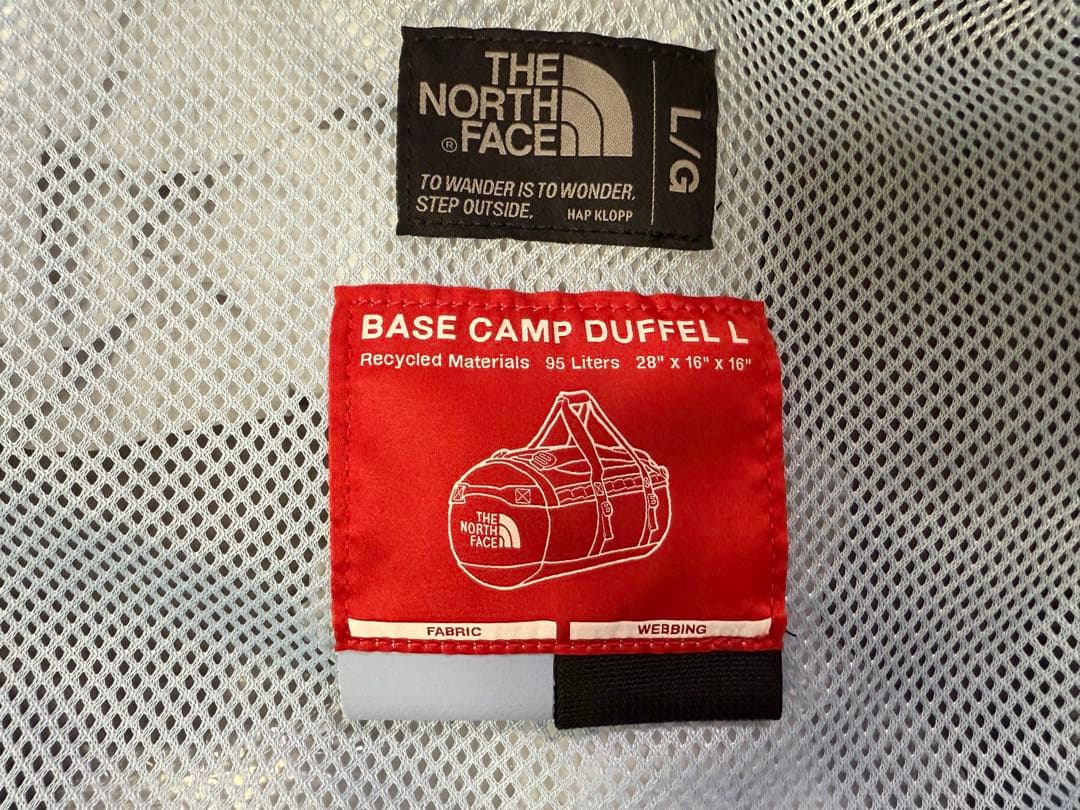 THE
NORTH
® FACE
L/G
TO WANDER IS TO WONDER.
STEP OUTSIDE. HAP KLOPP
BASE CAMP DUFFEL L
Recycled Materials 95 Liters 28" x 16" x 16"
THE
NORTH
FACE
FABRIC WEBBING